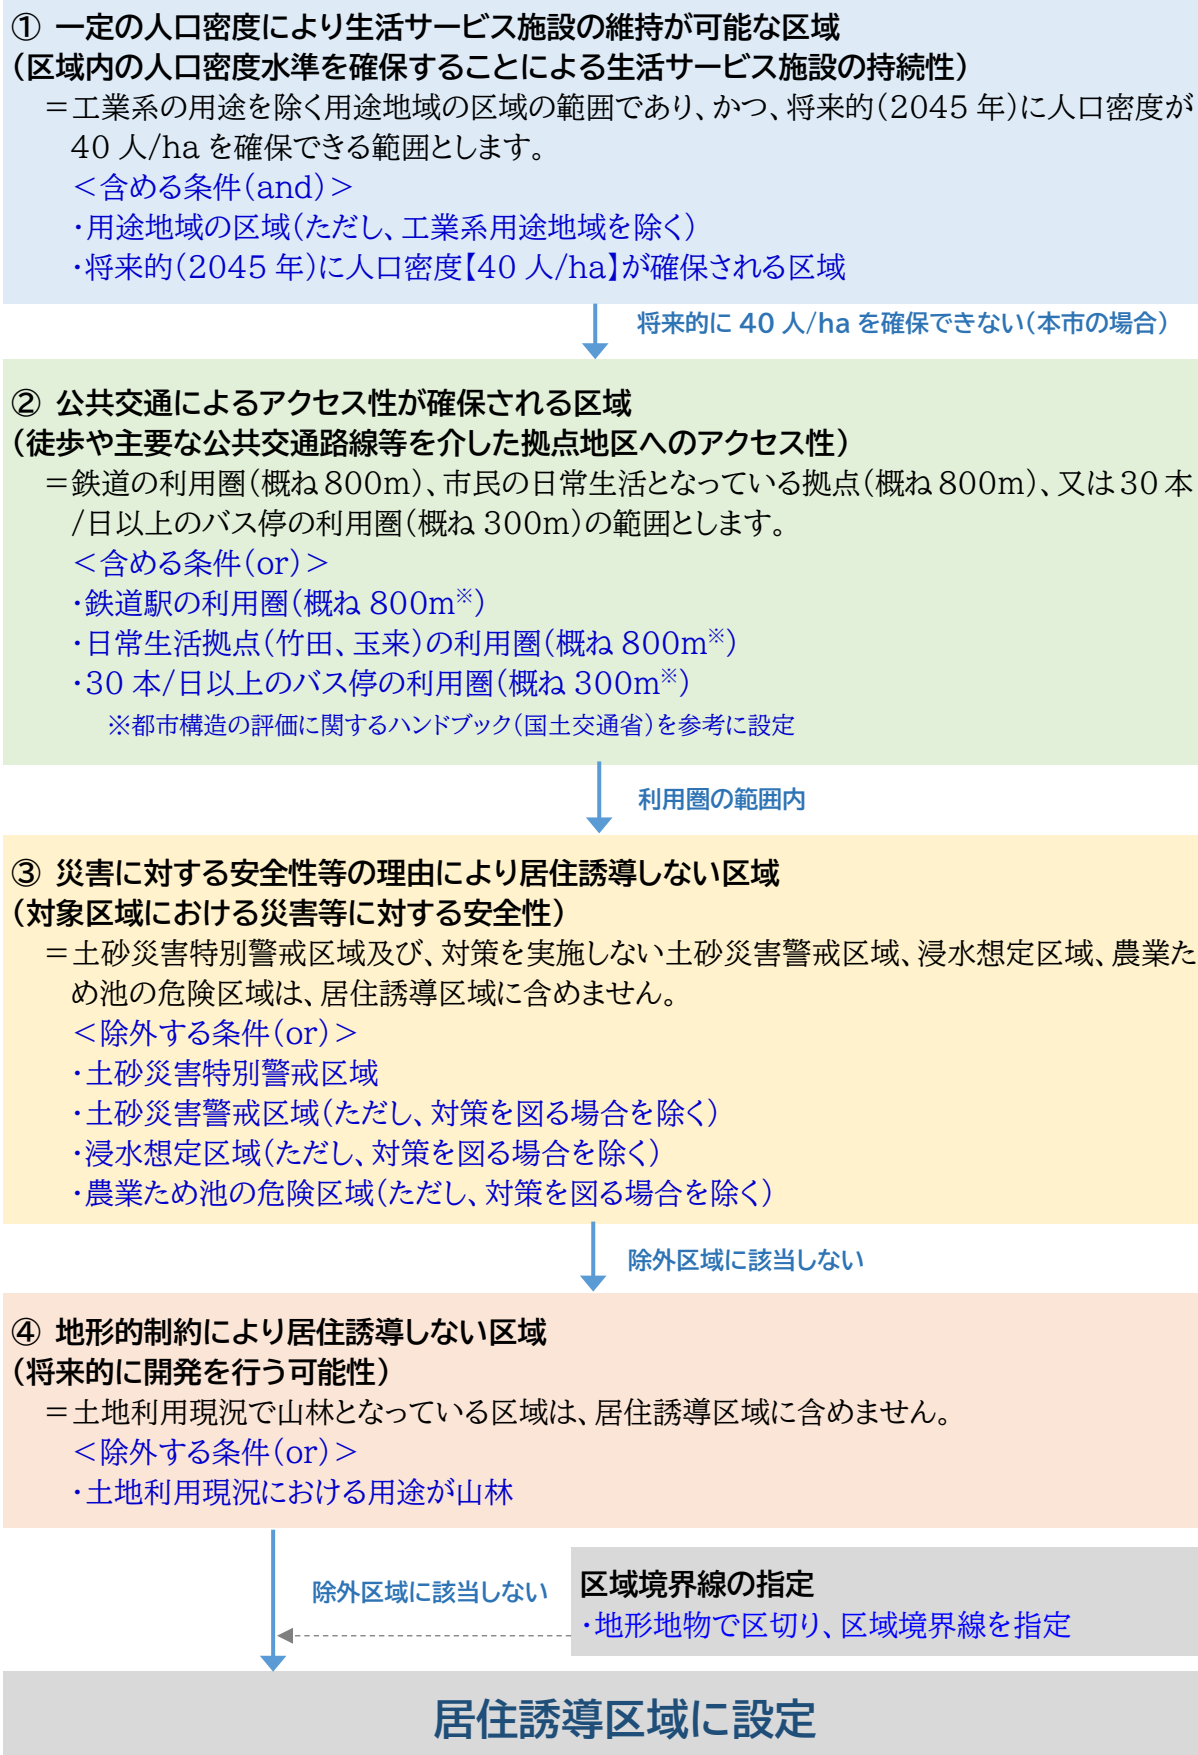 ① 一定の人口密度により生活サービス施設の維持が可能な区域
（区域内の人口密度水準を確保することによる生活サービス施設の持続性）
＝工業系の用途を除く用途地域の区域の範囲であり、かつ、将来的（2045 年）に人口密度が
40 人/ha を確保できる範囲とします。
＜含める条件（and）＞
・用途地域の区域（ただし、工業系用途地域を除く）
・将来的（2045 年）に人口密度【40 人/ha】が確保される区域
将来的に 40 人/ha を確保できない（本市の場合）
② 公共交通によるアクセス性が確保される区域
（徒歩や主要な公共交通路線等を介した拠点地区へのアクセス性）
＝鉄道の利用圏（概ね 800m）、市民の日常生活となっている拠点（概ね 800m）、又は 30 本
/日以上のバス停の利用圏（概ね 300m）の範囲とします。
＜含める条件（or）＞
・鉄道駅の利用圏（概ね 800m※）
・日常生活拠点（竹田、玉来）の利用圏（概ね 800m※）
・30 本/日以上のバス停の利用圏（概ね 300m※）
※都市構造の評価に関するハンドブック（国土交通省）を参考に設定
利用圏の範囲内
③ 災害に対する安全性等の理由により居住誘導しない区域
（対象区域における災害等に対する安全性）
＝土砂災害特別警戒区域及び、対策を実施しない土砂災害警戒区域、浸水想定区域、農業た
め池の危険区域は、居住誘導区域に含めません。
＜除外する条件（or）＞
・土砂災害特別警戒区域
・土砂災害警戒区域（ただし、対策を図る場合を除く）
・浸水想定区域（ただし、対策を図る場合を除く）
・農業ため池の危険区域（ただし、対策を図る場合を除く）
除外区域に該当しない
④ 地形的制約により居住誘導しない区域
（将来的に開発を行う可能性）
＝土地利用現況で山林となっている区域は、居住誘導区域に含めません。
＜除外する条件（or）＞
・土地利用現況における用途が山林
除外区域に該当しない
区域境界線の指定
・地形地物で区切り、区域境界線を指定
居住誘導区域に設定